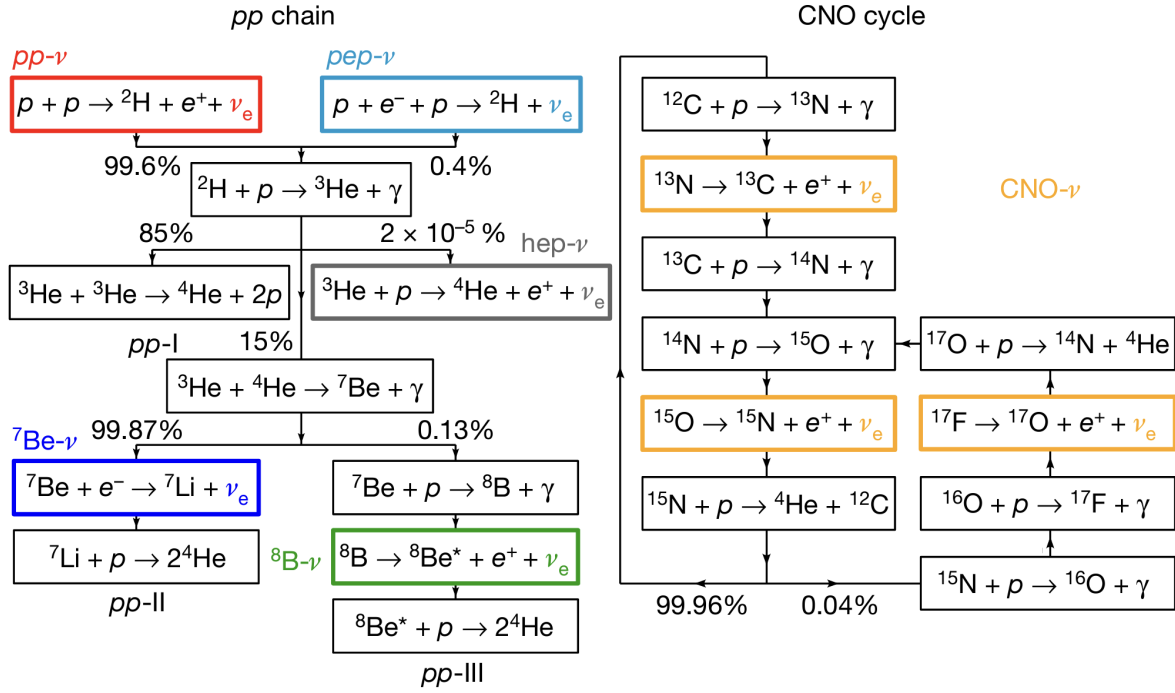 pp chain
pp-ν
pep-ν
p + p → ²H + e⁺+ νₑ
p + e⁻ + p → ²H + νₑ
99.6%
0.4%
²H + p → ³He + γ
85%
2 × 10⁻⁵ %
hep-ν
³He + ³He → ⁴He + 2p
³He + p → ⁴He + e⁺ + νₑ
pp-I
15%
³He + ⁴He → ⁷Be + γ
⁷Be-ν
99.87%
0.13%
⁷Be + e⁻ → ⁷Li + νₑ
⁷Be + p → ⁸B + γ
⁷Li + p → 2⁴He
⁸B-ν
⁸B → ⁸Be* + e⁺ + νₑ
pp-II
⁸Be* + p → 2⁴He
pp-III
CNO cycle
¹²C + p → ¹³N + γ
¹³N → ¹³C + e⁺ + νₑ
CNO-ν
¹³C + p → ¹⁴N + γ
¹⁴N + p → ¹⁵O + γ
¹⁷O + p → ¹⁴N + ⁴He
¹⁵O → ¹⁵N + e⁺ + νₑ
¹⁷F → ¹⁷O + e⁺ + νₑ
¹⁵N + p → ⁴He + ¹²C
¹⁶O + p → ¹⁷F + γ
¹⁵N + p → ¹⁶O + γ
99.96%
0.04%